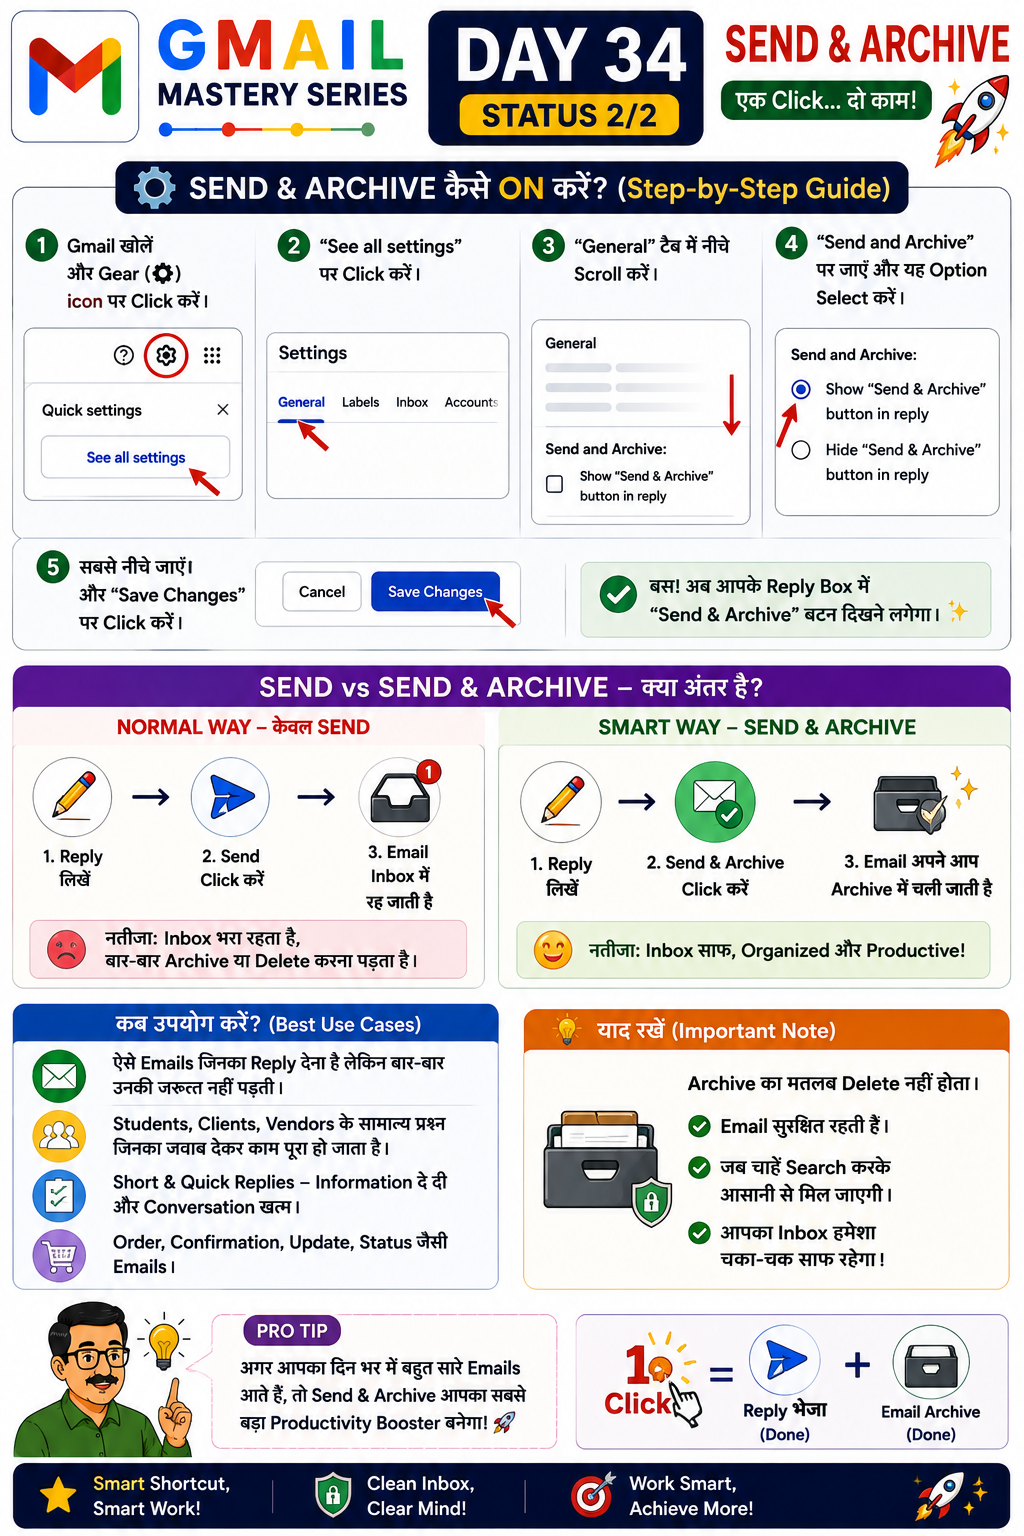 GMAIL
MASTERY SERIES
DAY 34
STATUS 2/2
SEND & ARCHIVE
एक Click... दो काम!
SEND & ARCHIVE कैसे ON करें? (Step-by-Step Guide)
1
Gmail खोलें
और Gear ( )
icon पर Click करें।
Quick settings
See all settings
2
“See all settings”
पर Click करें।
Settings
General Labels Inbox Accounts
3
“General” टैब में नीचे
Scroll करें।
General
Send and Archive:
Show “Send & Archive”
button in reply
4
“Send and Archive”
पर जाएँ और यह Option
Select करें।
Send and Archive:
Show “Send & Archive”
button in reply
Hide “Send & Archive”
button in reply
5
सबसे नीचे जाएँ।
और “Save Changes”
पर Click करें।
Cancel
Save Changes
बस! अब आपके Reply Box में
“Send & Archive” बटन दिखने लगेगा।
SEND vs SEND & ARCHIVE – क्या अंतर है?
NORMAL WAY – केवल SEND
1. Reply
लिखें
2. Send
Click करें
1
3. Email
Inbox में
रह जाती है
नतीजा: Inbox भरा रहता है,
बार-बार Archive या Delete करना पड़ता है।
SMART WAY – SEND & ARCHIVE
1. Reply
लिखें
2. Send & Archive
Click करें
3. Email अपने आप
Archive में चली जाती है
नतीजा: Inbox साफ, Organized और Productive!
कब उपयोग करें? (Best Use Cases)
ऐसे Emails जिनका Reply देना है लेकिन बार-बार
उनकी जरूरत नहीं पड़ती।
Students, Clients, Vendors के सामान्य प्रश्न
जिनका जवाब देकर काम पूरा हो जाता है।
Short & Quick Replies – Information दे दी
और Conversation खत्म।
Order, Confirmation, Update, Status जैसी
Emails।
याद रखें (Important Note)
Archive का मतलब Delete नहीं होता।
Email सुरक्षित रहती हैं।
जब चाहें Search करके
आसानी से मिल जाएगी।
आपका Inbox हमेशा
चका-चक साफ रहेगा!
PRO TIP
अगर आपका दिन भर में बहुत सारे Emails
आते हैं, तो Send & Archive आपका सबसे
बड़ा Productivity Booster बनेगा!
1
Click
=
Reply भेजा
(Done)
+
Email Archive
(Done)
Smart Shortcut,
Smart Work!
Clean Inbox,
Clear Mind!
Work Smart,
Achieve More!